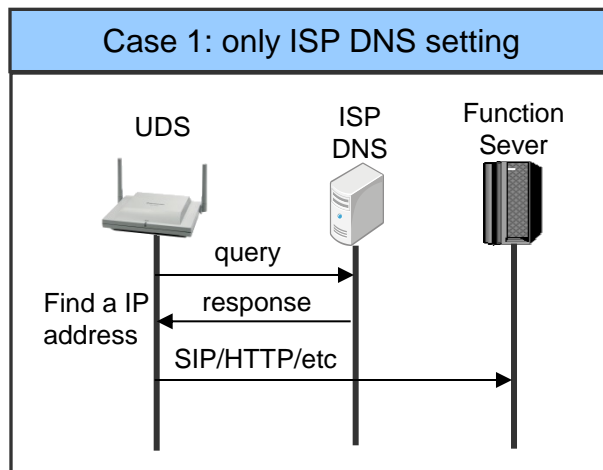 Case 1: only ISP DNS setting
UDS
ISP
DNS
Function
Sever
query
Find a IP
address
response
SIP/HTTP/etc